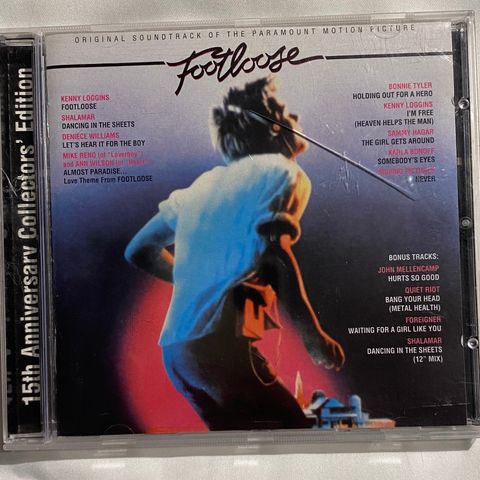 ORIGINAL SOUNDTRACK OF THE PARAMOUNT MOTION PICTURE
Footloose
KENNY LOGGINS
FOOTLOOSE
SHALAMAR
DANCING IN THE SHEETS
DENIECE WILLIAMS
LET'S HEAR IT FOR THE BOY
MIKE RENO (of "Loverboy")
and ANN WILSON (of "Heart")
ALMOST PARADISE...
Love Theme From FOOTLOOSE
BONNIE TYLER
HOLDING OUT FOR A HERO
KENNY LOGGINS
I'M FREE
(HEAVEN HELPS THE MAN)
SAMMY HAGAR
THE GIRL GETS AROUND
KARLA BONOFF
SOMEBODY'S EYES
MOVING PICTURES
NEVER
BONUS TRACKS:
JOHN MELLENCAMP
HURTS SO GOOD
QUIET RIOT
BANG YOUR HEAD
(METAL HEALTH)
FOREIGNER
WAITING FOR A GIRL LIKE YOU
SHALAMAR
DANCING IN THE SHEETS
(12" MIX)
15th Anniversary Collectors' Edition